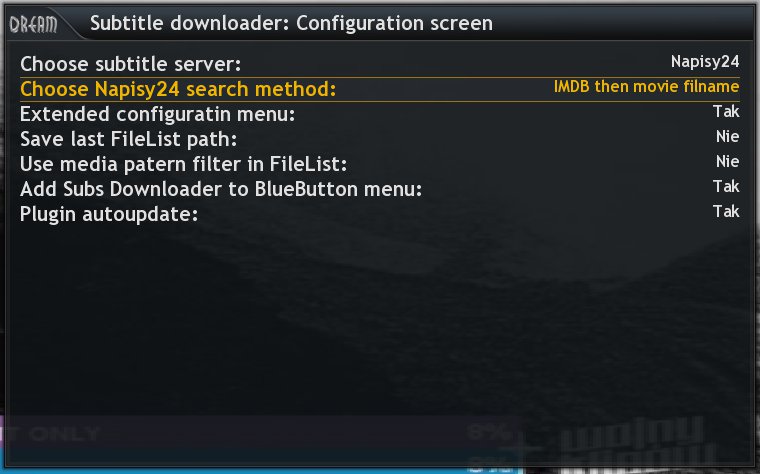 DREAM Subtitle downloader: Configuration screen
Choose subtitle server: Napisy24
Choose Napisy24 search method: IMDB then movie filname
Extended configuratin menu: Tak
Save last FileList path: Nie
Use media patern filter in FileList: Nie
Add Subs Downloader to BlueButton menu: Tak
Plugin autoupdate: Tak
T ONLY 8%